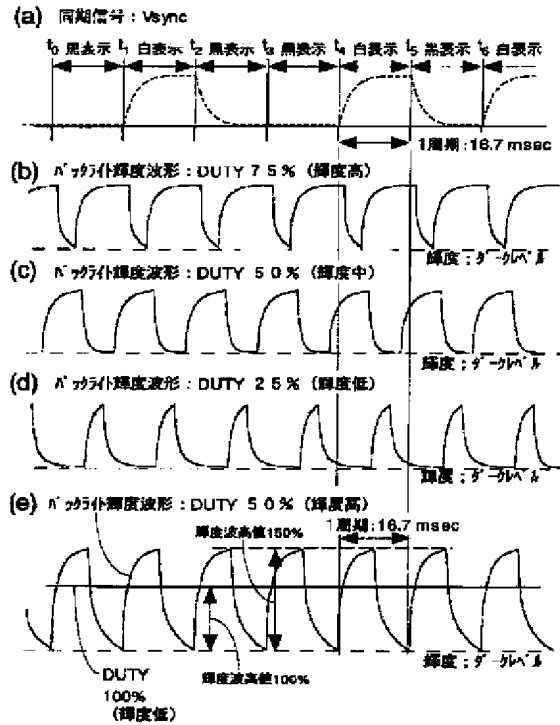 (a) 同期信号：Vsync
t0 黒表示 t1 白表示 t2 黒表示 t3 黒表示 t4 白表示 t5 黒表示 t6 白表示
1周期：16.7 msec
(b) バックライト輝度波形：DUTY 75%（輝度高）
輝度；ダークレベル
(c) バックライト輝度波形：DUTY 50%（輝度中）
輝度；ダークレベル
(d) バックライト輝度波形：DUTY 25%（輝度低）
輝度；ダークレベル
(e) バックライト輝度波形：DUTY 50%（輝度高）
輝度波高値150%
1周期：16.7 msec
輝度；ダークレベル
DUTY
100%
（輝度低）
輝度波高値100%